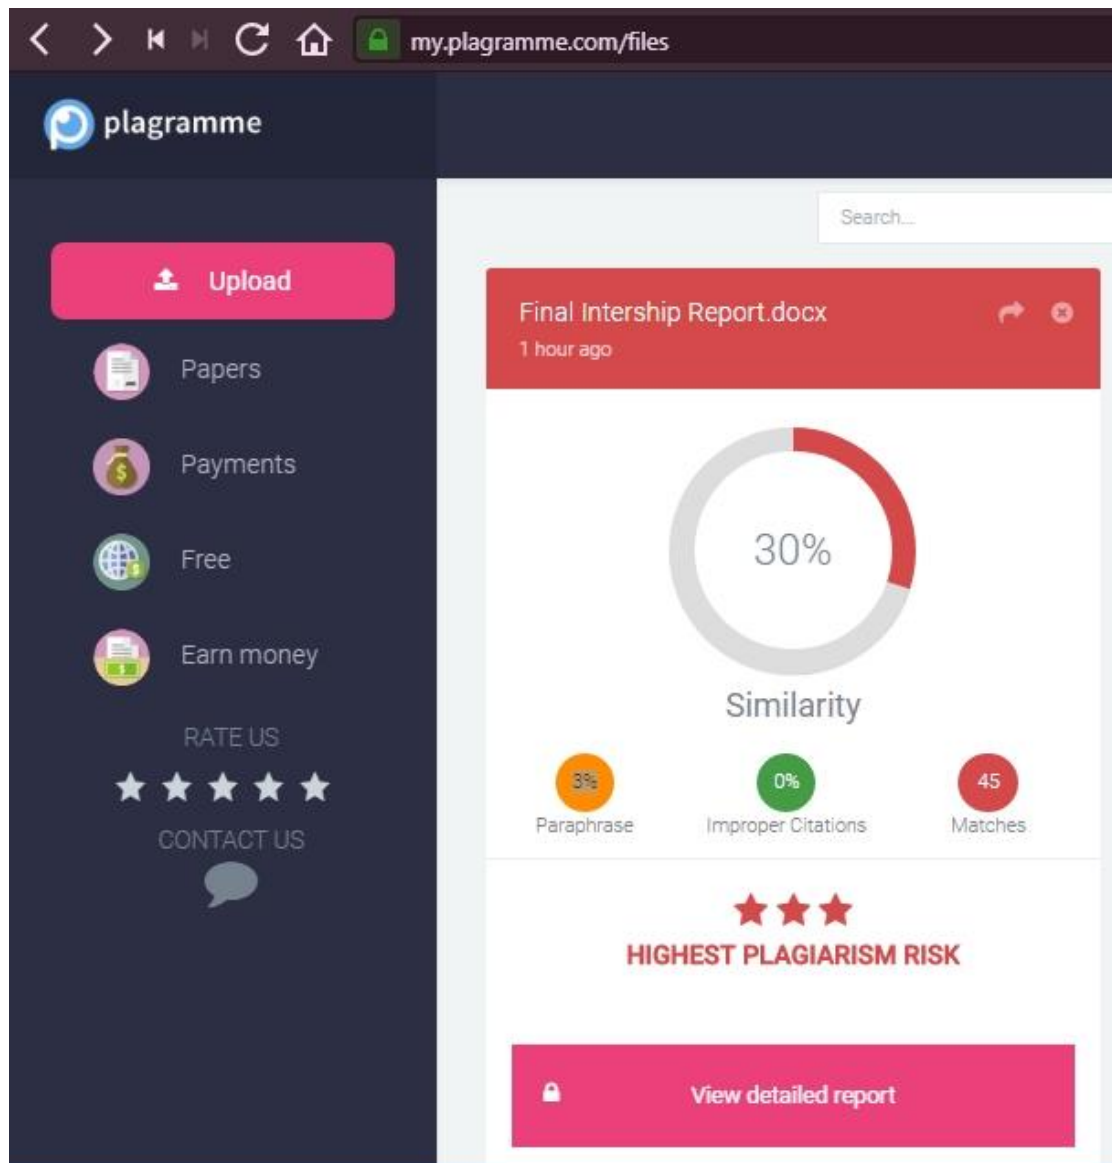 my.plagramme.com/files
plagramme
Search...
Upload
Papers
Payments
Free
Earn money
RATE US
CONTACT US
Final Intership Report.docx
1 hour ago
30%
Similarity
3%
Paraphrase
0%
Improper Citations
45
Matches
HIGHEST PLAGIARISM RISK
View detailed report